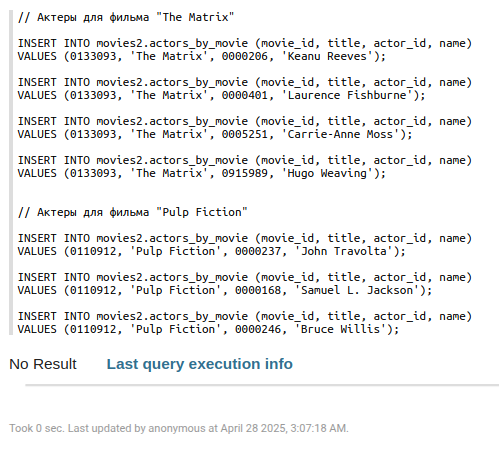 // Актеры для фильма "The Matrix"
INSERT INTO movies2.actors_by_movie (movie_id, title, actor_id, name)
VALUES (0133093, 'The Matrix', 0000206, 'Keanu Reeves');
INSERT INTO movies2.actors_by_movie (movie_id, title, actor_id, name)
VALUES (0133093, 'The Matrix', 0000401, 'Laurence Fishburne');
INSERT INTO movies2.actors_by_movie (movie_id, title, actor_id, name)
VALUES (0133093, 'The Matrix', 0005251, 'Carrie-Anne Moss');
INSERT INTO movies2.actors_by_movie (movie_id, title, actor_id, name)
VALUES (0133093, 'The Matrix', 0915989, 'Hugo Weaving');
// Актеры для фильма "Pulp Fiction"
INSERT INTO movies2.actors_by_movie (movie_id, title, actor_id, name)
VALUES (0110912, 'Pulp Fiction', 0000237, 'John Travolta');
INSERT INTO movies2.actors_by_movie (movie_id, title, actor_id, name)
VALUES (0110912, 'Pulp Fiction', 0000168, 'Samuel L. Jackson');
INSERT INTO movies2.actors_by_movie (movie_id, title, actor_id, name)
VALUES (0110912, 'Pulp Fiction', 0000246, 'Bruce Willis');
No Result Last query execution info
Took 0 sec. Last updated by anonymous at April 28 2025, 3:07:18 AM.